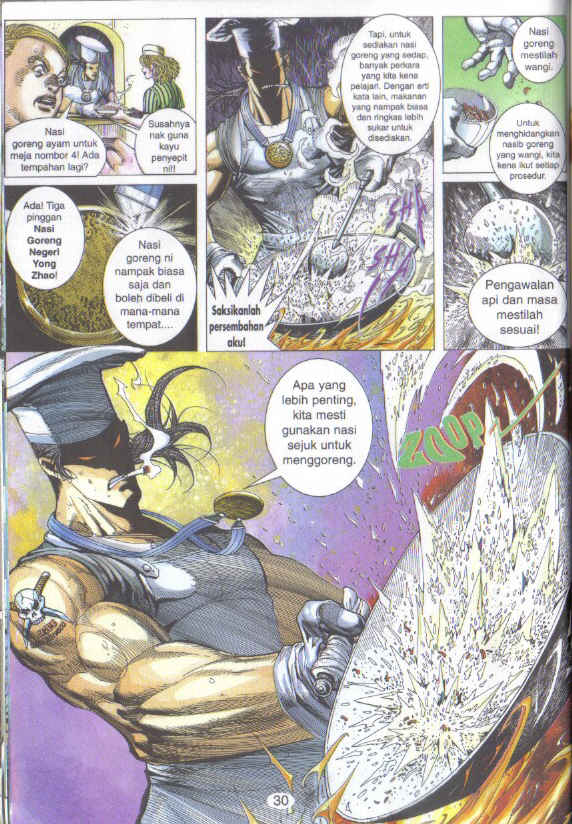 Nasi
goreng ayam untuk
meja nombor 4! Ada
tempahan lagi?
Susahnya
nak guna
kayu
penyepit
ni!!
Tapi, untuk
sediakan nasi
goreng yang sedap,
banyak perkara
yang kita kena
pelajari. Dengan erti
kata lain, makanan
yang nampak biasa
dan ringkas lebih
sukar untuk
disediakan.
Nasi
goreng
mestilah
wangi.
Untuk
menghidangkan
nasib goreng
yang wangi, kita
kena ikut setiap
prosedur.
Ada! Tiga
pinggan
Nasi
Goreng
Negeri
Yong
Zhao!
Nasi
goreng ni
nampak biasa
saja dan
boleh dibeli di
mana-mana
tempat....
Saksikanlah
persembahan
aku!
SHA
SHA
Pengawalan
api dan masa
mestilah
sesuai!
Apa yang
lebih penting,
kita mesti
gunakan nasi
sejuk untuk
menggoreng.
ZOOP
30